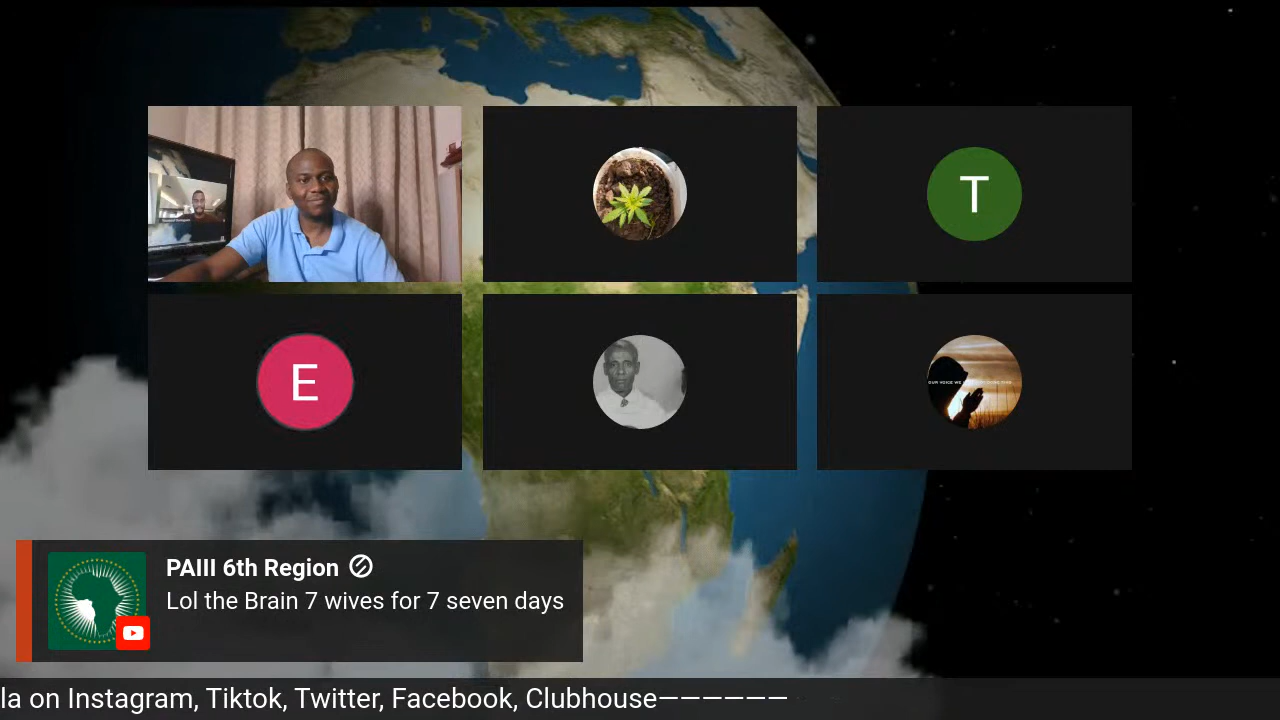 T
E
PAIII 6th Region
Lol the Brain 7 wives for 7 seven days
la on Instagram, Tiktok, Twitter, Facebook, Clubhouse——————